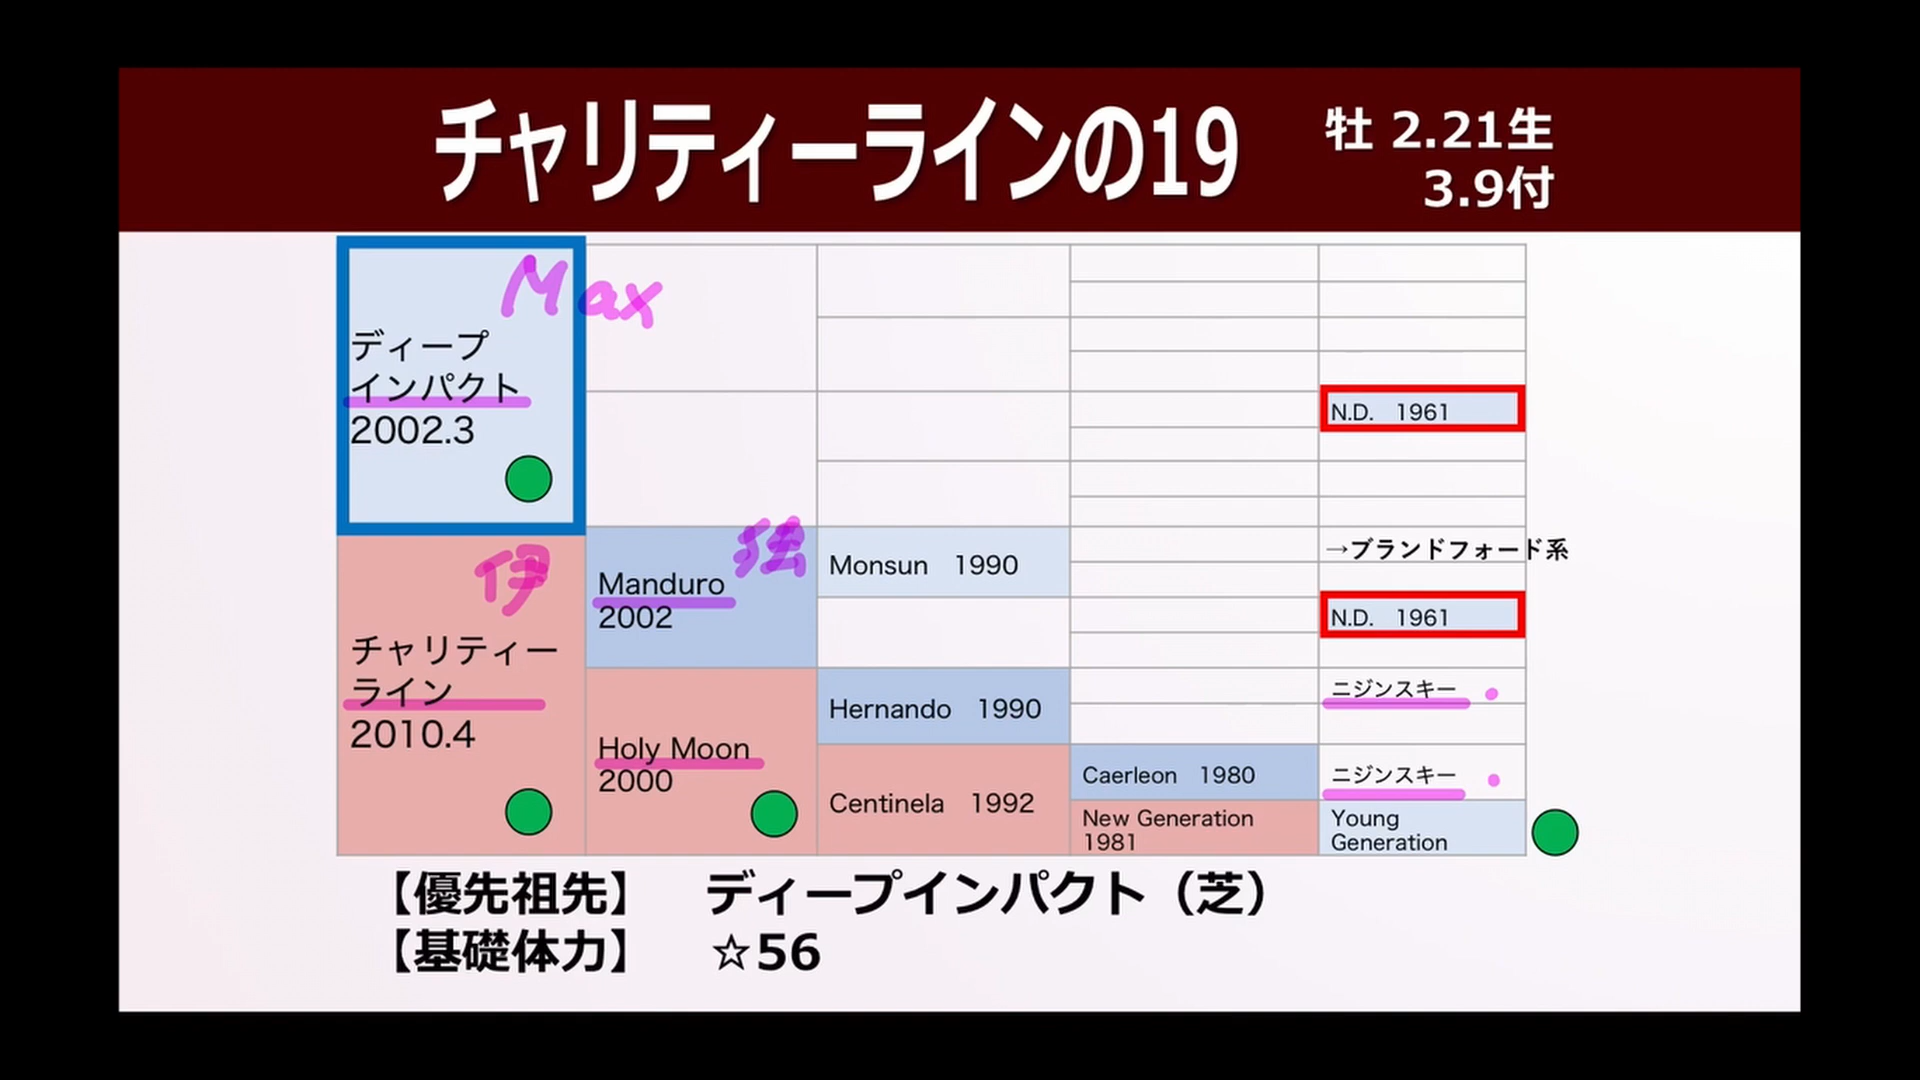 チャリティーラインの19
牡 2.21生
3.9付
Max
ディープ
インパクト
2002.3
N.D. 1961
伊
チャリティー
ライン
2010.4
強
Manduro
2002
Monsun 1990
→ブランドフォード系
N.D. 1961
Hernando 1990
ニジンスキー
Holy Moon
2000
Centinela 1992
Caerleon 1980
ニジンスキー
New Generation
1981
Young
Generation
【優先祖先】 ディープインパクト（芝）
【基礎体力】 ☆56